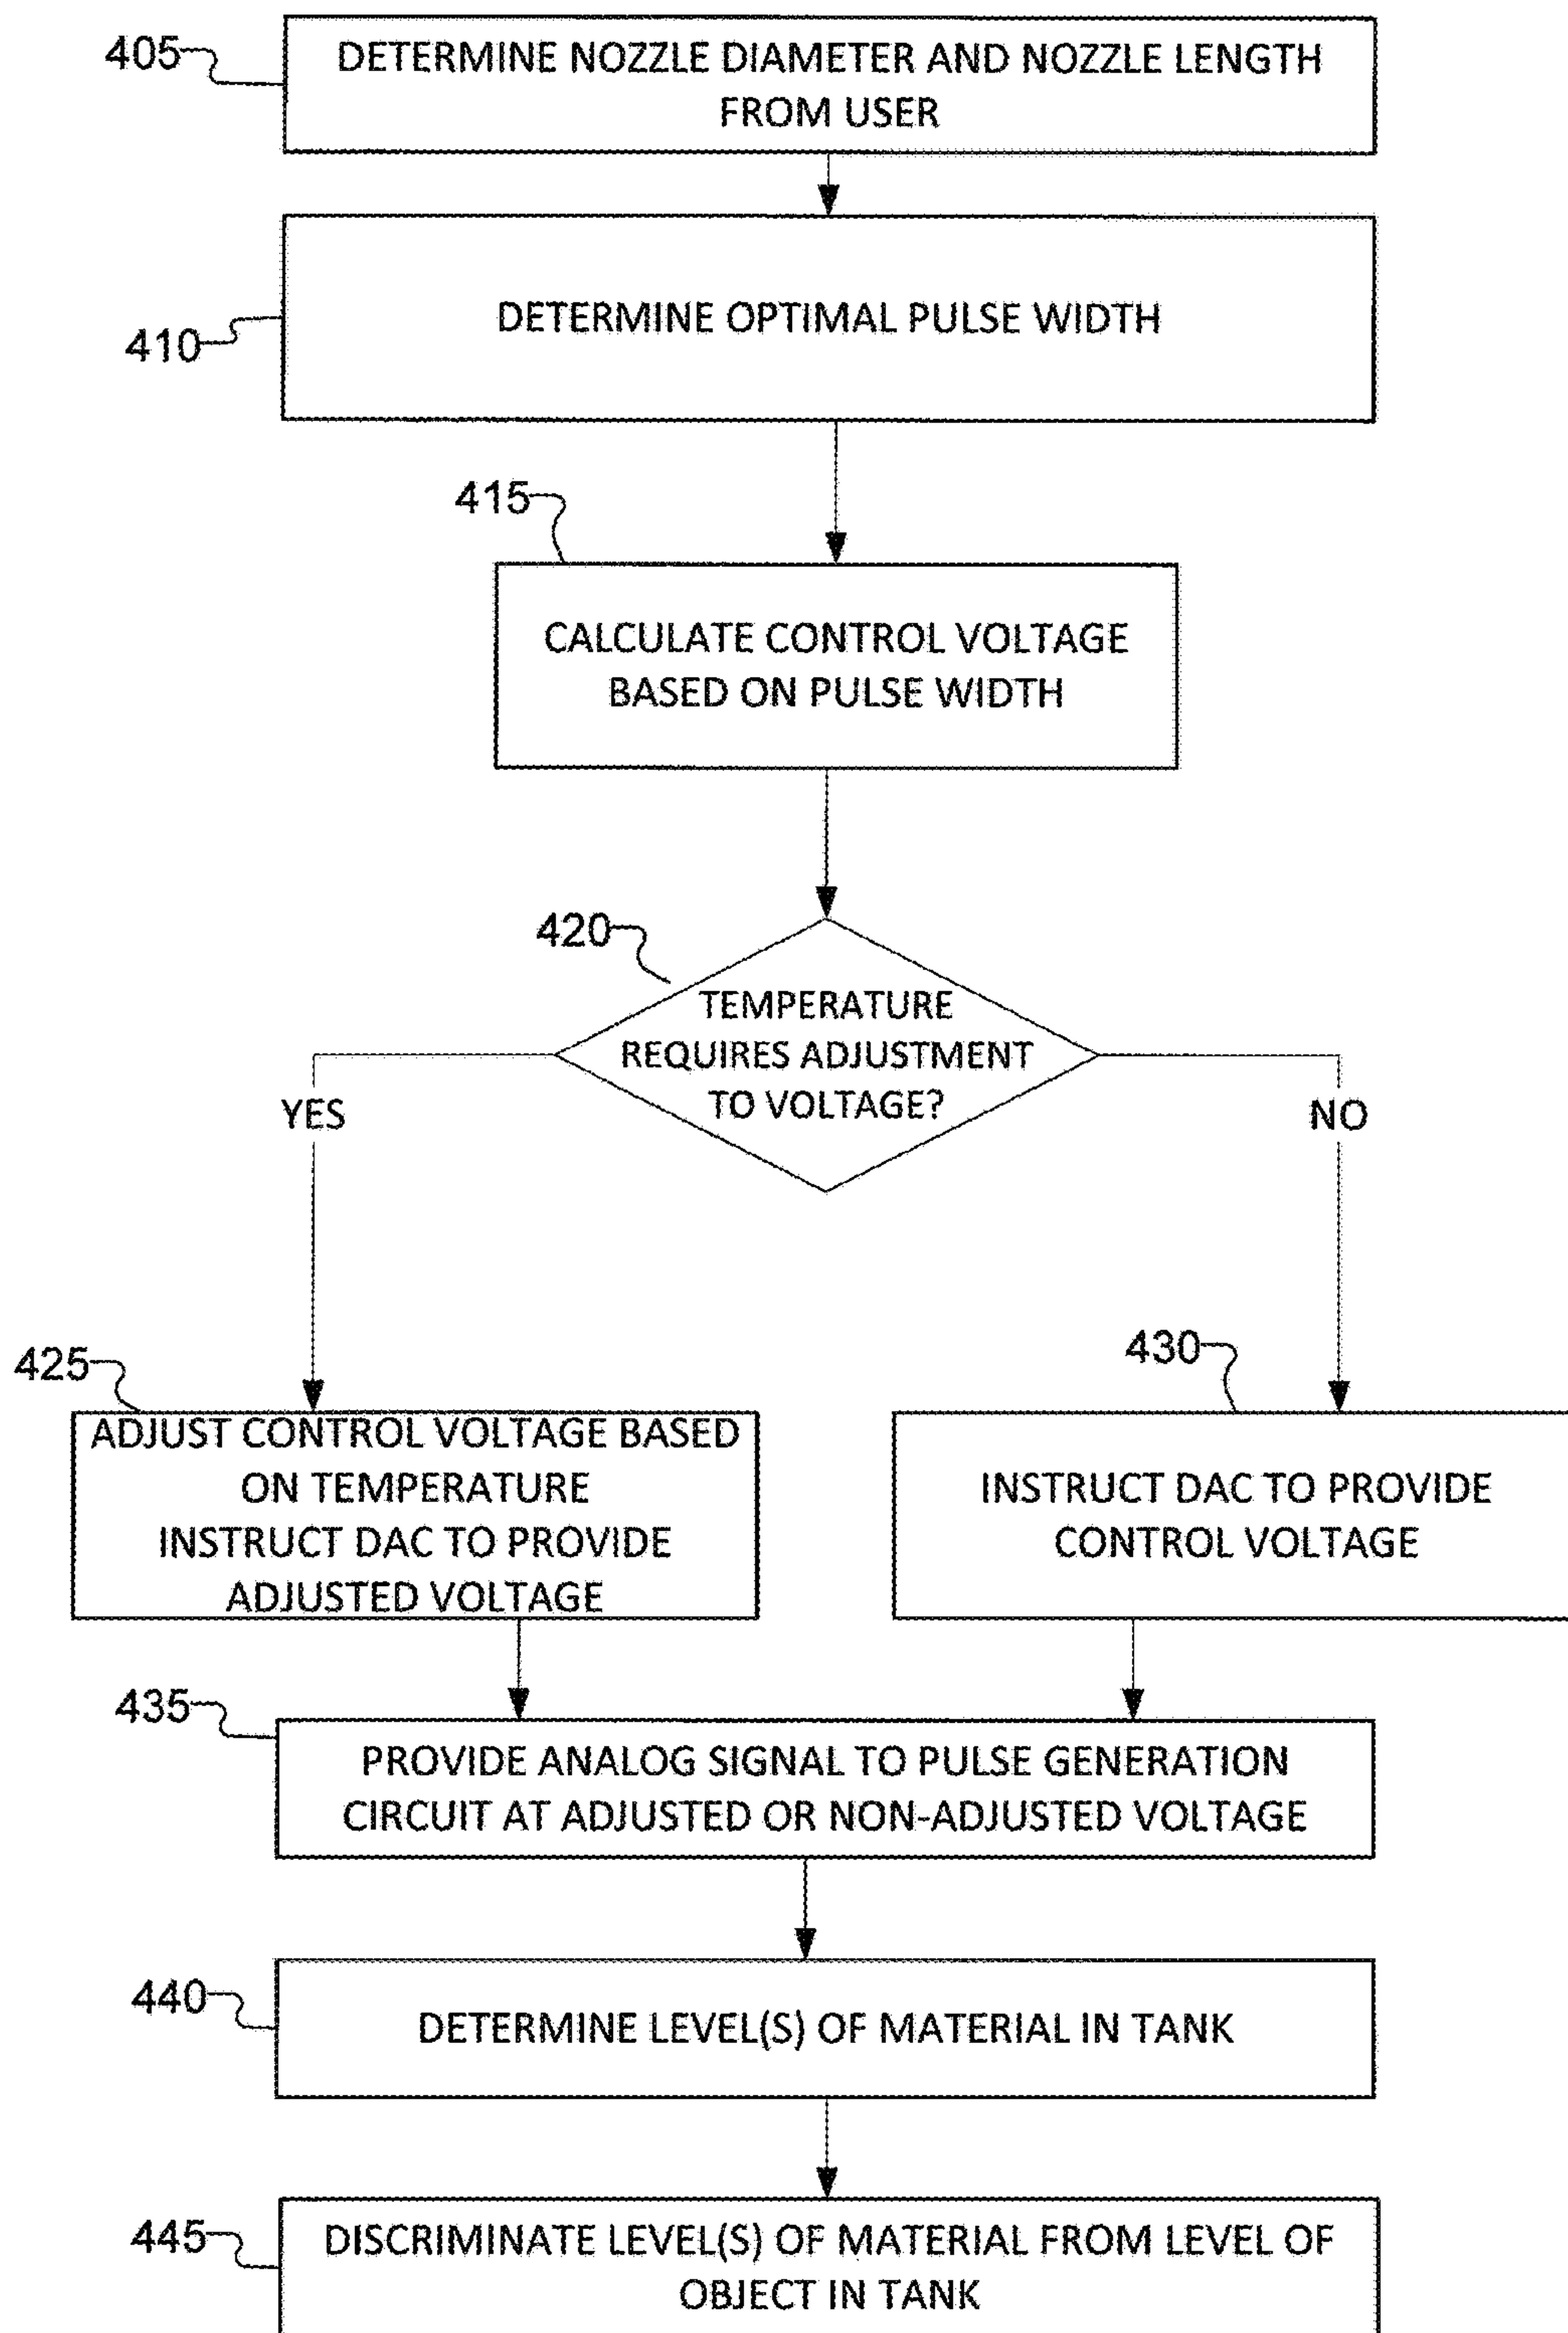 405
DETERMINE NOZZLE DIAMETER AND NOZZLE LENGTH
FROM USER
410
DETERMINE OPTIMAL PULSE WIDTH
415
CALCULATE CONTROL VOLTAGE
BASED ON PULSE WIDTH
420
TEMPERATURE
REQUIRES ADJUSTMENT
TO VOLTAGE?
YES
NO
425
ADJUST CONTROL VOLTAGE BASED
ON TEMPERATURE
INSTRUCT DAC TO PROVIDE
ADJUSTED VOLTAGE
430
INSTRUCT DAC TO PROVIDE
CONTROL VOLTAGE
435
PROVIDE ANALOG SIGNAL TO PULSE GENERATION
CIRCUIT AT ADJUSTED OR NON-ADJUSTED VOLTAGE
440
DETERMINE LEVEL(S) OF MATERIAL IN TANK
445
DISCRIMINATE LEVEL(S) OF MATERIAL FROM LEVEL OF
OBJECT IN TANK